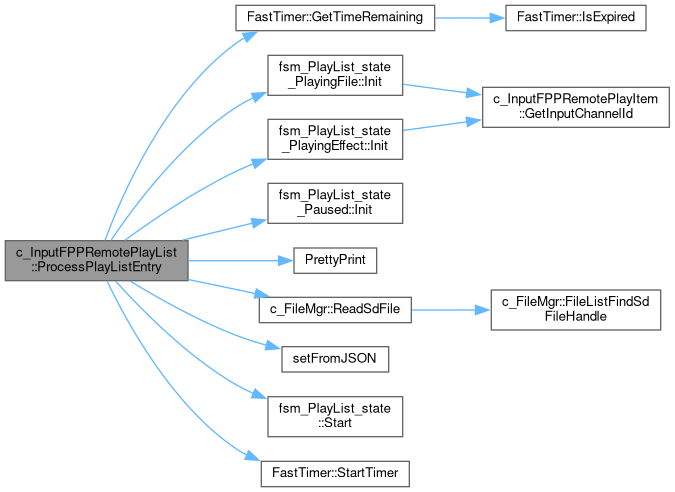 c_InputFPPRemotePlayList
::ProcessPlayListEntry
FastTimer::GetTimeRemaining
FastTimer::IsExpired
fsm_PlayList_state
_PlayingFile::Init
c_InputFPPRemotePlayItem
::GetInputChannelId
fsm_PlayList_state
_PlayingEffect::Init
fsm_PlayList_state
_Paused::Init
PrettyPrint
c_FileMgr::ReadSdFile
c_FileMgr::FileListFindSd
FileHandle
setFromJSON
fsm_PlayList_state
::Start
FastTimer::StartTimer